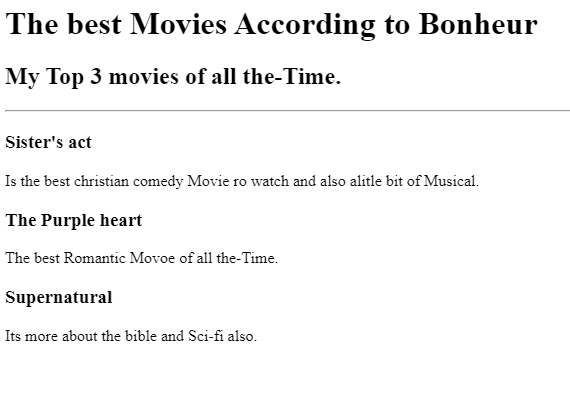 The best Movies According to Bonheur
My Top 3 movies of all the-Time.
Sister's act
Is the best christian comedy Movie ro watch and also alitle bit of Musical.
The Purple heart
The best Romantic Movoe of all the-Time.
Supernatural
Its more about the bible and Sci-fi also.